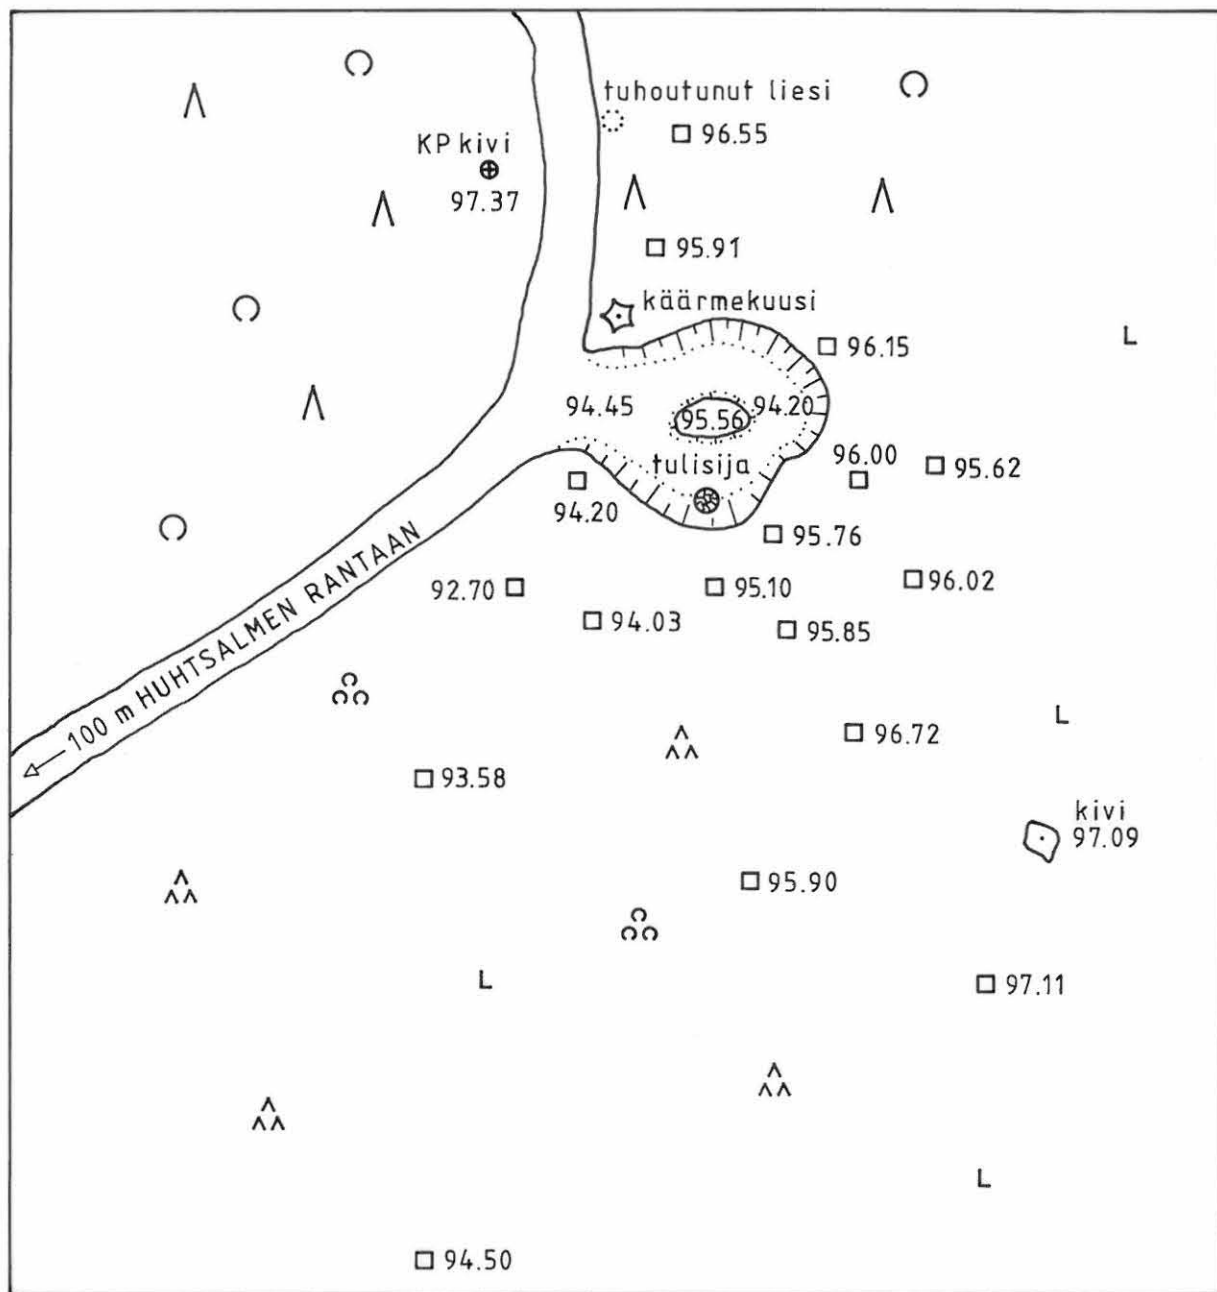 tuhoutunut liesi
96.55
KP kivi
97.37
95.91
käärmekuusi
96.15
L
94.45
95.56
94.20
tulisija
96.00
95.62
94.20
95.76
92.70
95.10
96.02
94.03
95.85
← 100 m HUHTSALMEN RANTAAN
L
96.72
93.58
kivi
97.09
95.90
L
97.11
L
94.50